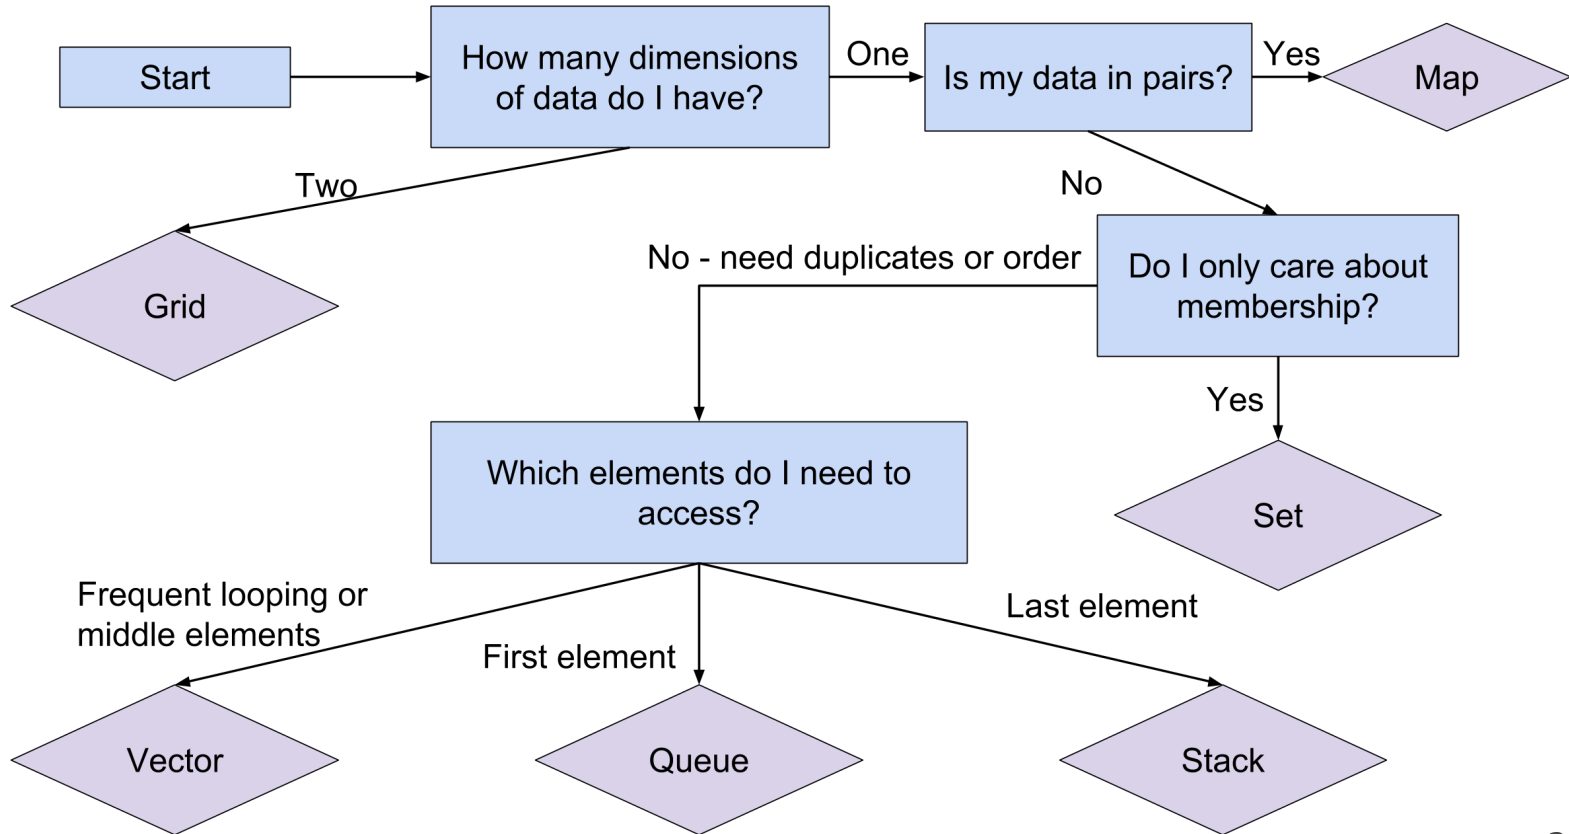 Start
How many dimensions
of data do I have?
One
Is my data in pairs?
Yes
Map
Two
No
Grid
No - need duplicates or order
Do I only care about
membership?
Yes
Set
Which elements do I need to
access?
Frequent looping or
middle elements
First element
Last element
Vector
Queue
Stack